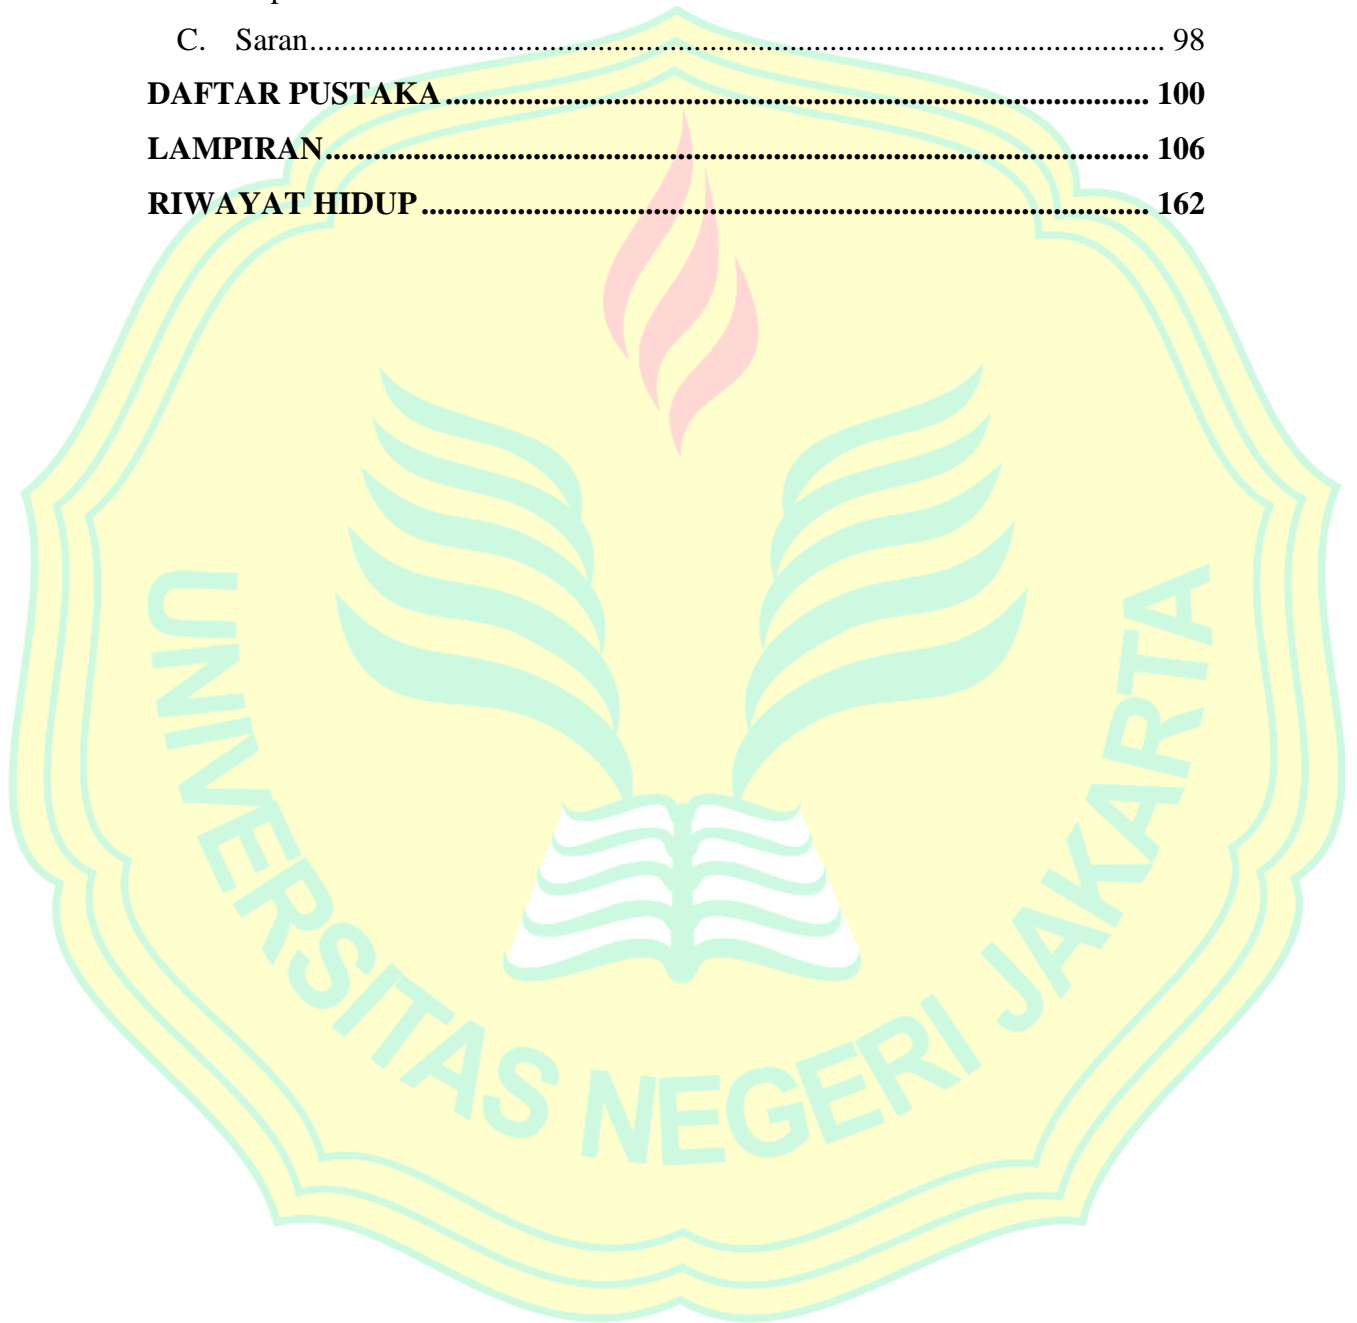 C. Saran........................................................................................ 98
DAFTAR PUSTAKA........................................................................ 100
LAMPIRAN.................................................................................... 106
RIWAYAT HIDUP........................................................................... 162
UNIVERSITAS NEGERI JAKARTA